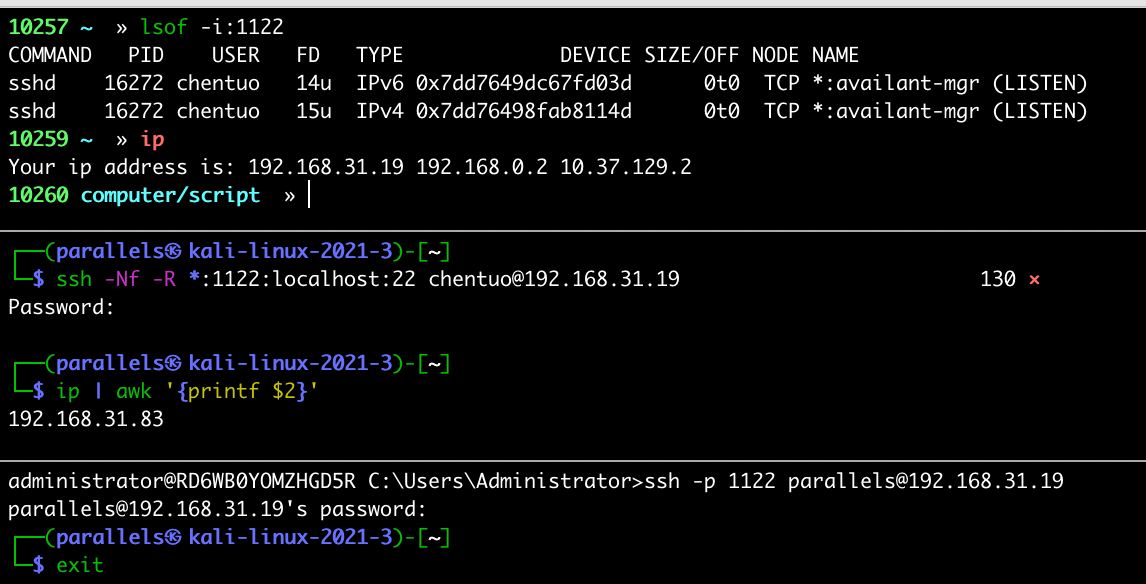 10257 ~ » lsof -i:1122
COMMAND PID USER FD TYPE DEVICE SIZE/OFF NODE NAME
sshd 16272 chentuo 14u IPv6 0x7dd7649dc67fd03d 0t0 TCP *:availant-mgr (LISTEN)
sshd 16272 chentuo 15u IPv4 0x7dd76498fab8114d 0t0 TCP *:availant-mgr (LISTEN)
10259 ~ » ip
Your ip address is: 192.168.31.19 192.168.0.2 10.37.129.2
10260 computer/script »
┌──(parallels㉿kali-linux-2021-3)-[~]
└─$ ssh -Nf -R *:1122:localhost:22 chentuo@192.168.31.19 130 ⨯
Password:
┌──(parallels㉿kali-linux-2021-3)-[~]
└─$ ip | awk '{printf $2}'
192.168.31.83
administrator@RD6WB0YOMZHGD5R C:\Users\Administrator>ssh -p 1122 parallels@192.168.31.19
parallels@192.168.31.19's password:
┌──(parallels㉿kali-linux-2021-3)-[~]
└─$ exit